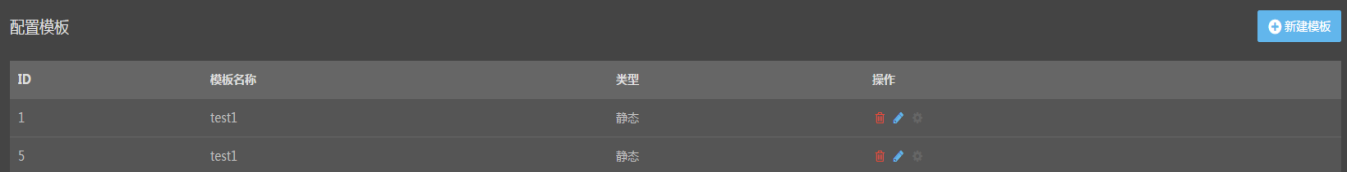 配置模板
新建模板
ID 模板名称 类型 操作
1 test1 静态
5 test1 静态